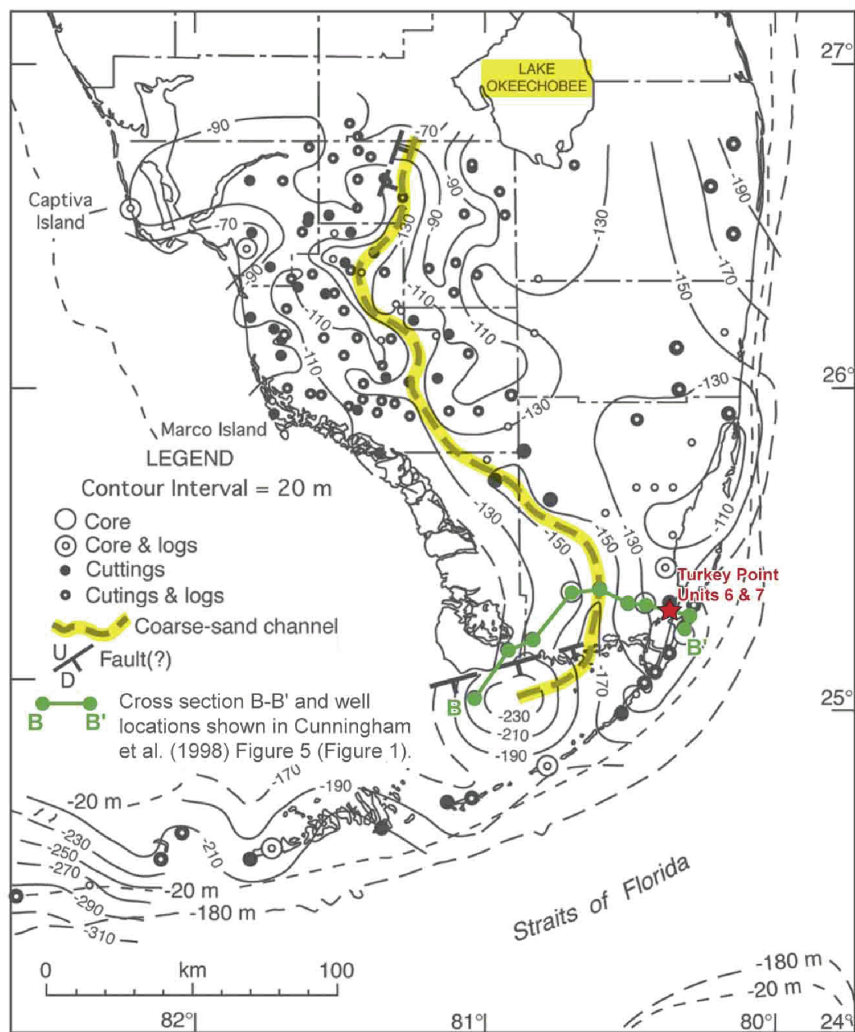 27°
LAKE
OKEECHOBEE
-90
-70
-90
-190
Captiva
Island
-130
-70
-130
-90
-90
-170
-150
-110
-110
-110
-110
-130
26°
-130
-130
Marco Island
LEGEND
Contour Interval = 20 m
-110
Core
Core & logs
Cuttings
Cutings & logs
Coarse-sand channel
U
D
Fault(?)
-130
-150
-150
-130
Turkey Point
Units 6 & 7
B'
B
B'
Cross section B-B' and well
locations shown in Cunningham
et al. (1998) Figure 5 (Figure 1).
B
-170
25°
-230
-210
-190
-170
-190
-20 m
-230
-250
-270
-290
-310
-210
-20 m
-180 m
Straits of Florida
-180 m
-20 m
0
km
100
82°
81°
80°
24°